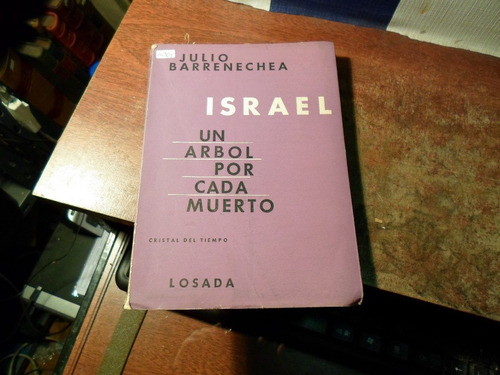 JULIO
BARRENECHEA
ISRAEL
UN
ARBOL
POR
CADA
MUERTO
CRISTAL DEL TIEMPO
LOSADA